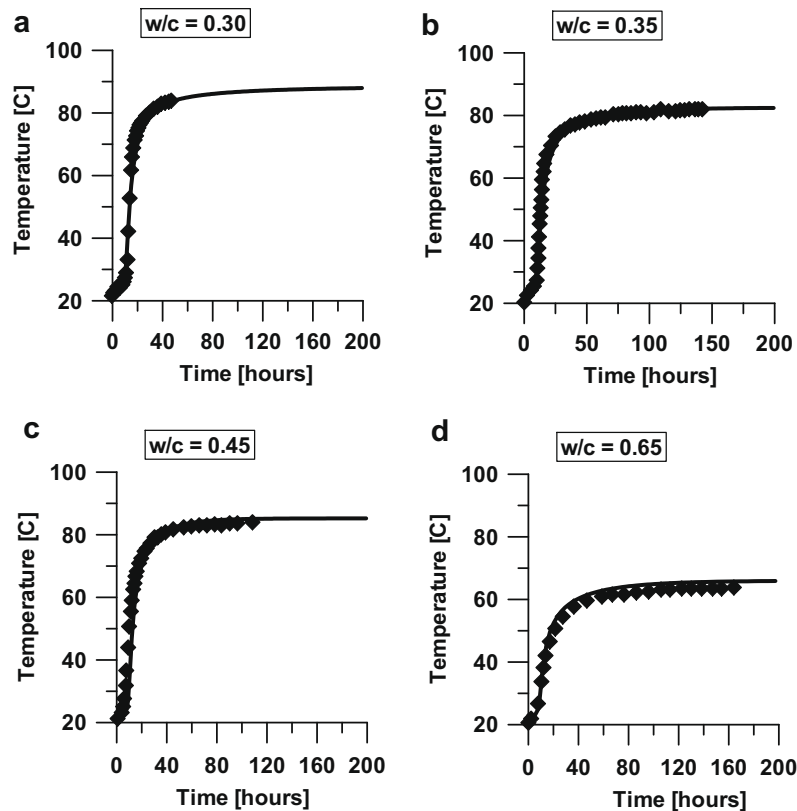 a
w/c = 0.30
100
80
60
40
20
Temperature [C]
0 40 80 120 160 200
Time [hours]
b
w/c = 0.35
100
80
60
40
20
Temperature [C]
0 50 100 150 200
Time [hours]
c
w/c = 0.45
100
80
60
40
20
Temperature [C]
0 40 80 120 160 200
Time [hours]
d
w/c = 0.65
100
80
60
40
20
Temperature [C]
0 40 80 120 160 200
Time [hours]